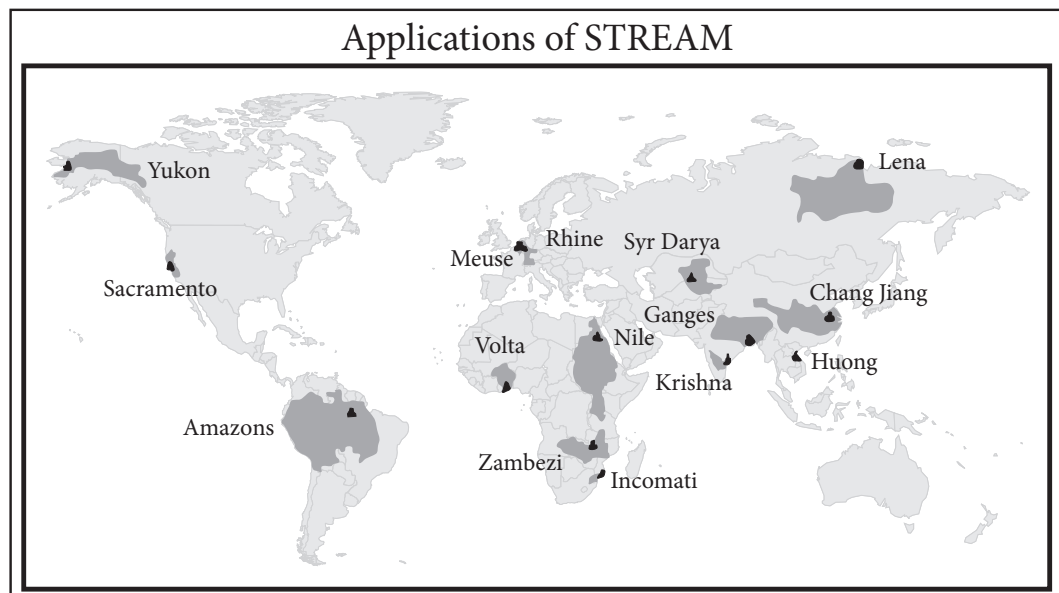 Applications of STREAM
Yukon
Lena
Rhine
Syr Darya
Meuse
Sacramento
Chang Jiang
Ganges
Nile
Volta
Huong
Krishna
Amazons
Zambezi
Incomati